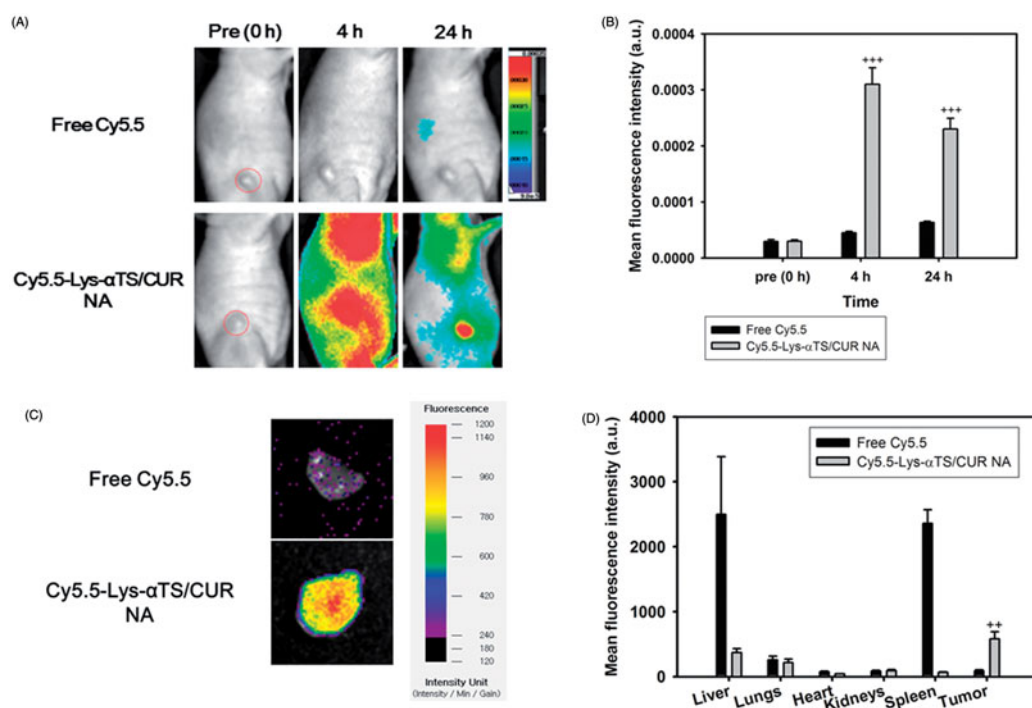 (A)
Pre (0 h) 4 h 24 h
Free Cy5.5
Cy5.5-Lys-αTS/CUR
NA
(B)
Mean fluorescence intensity (a.u.)
0.0004
0.0003
0.0002
0.0001
0.0000
+++
+++
pre (0 h) 4 h 24 h
Time
Free Cy5.5
Cy5.5-Lys-αTS/CUR NA
(C)
Free Cy5.5
Cy5.5-Lys-αTS/CUR
NA
Fluorescence
1200
1140
960
780
600
420
240
180
120
Intensity Unit
(Intensity / Min / Gain)
(D)
Mean fluorescence intensity (a.u.)
4000
3000
2000
1000
0
Free Cy5.5
Cy5.5-Lys-αTS/CUR NA
++
Liver Lungs Heart Kidneys Spleen Tumor